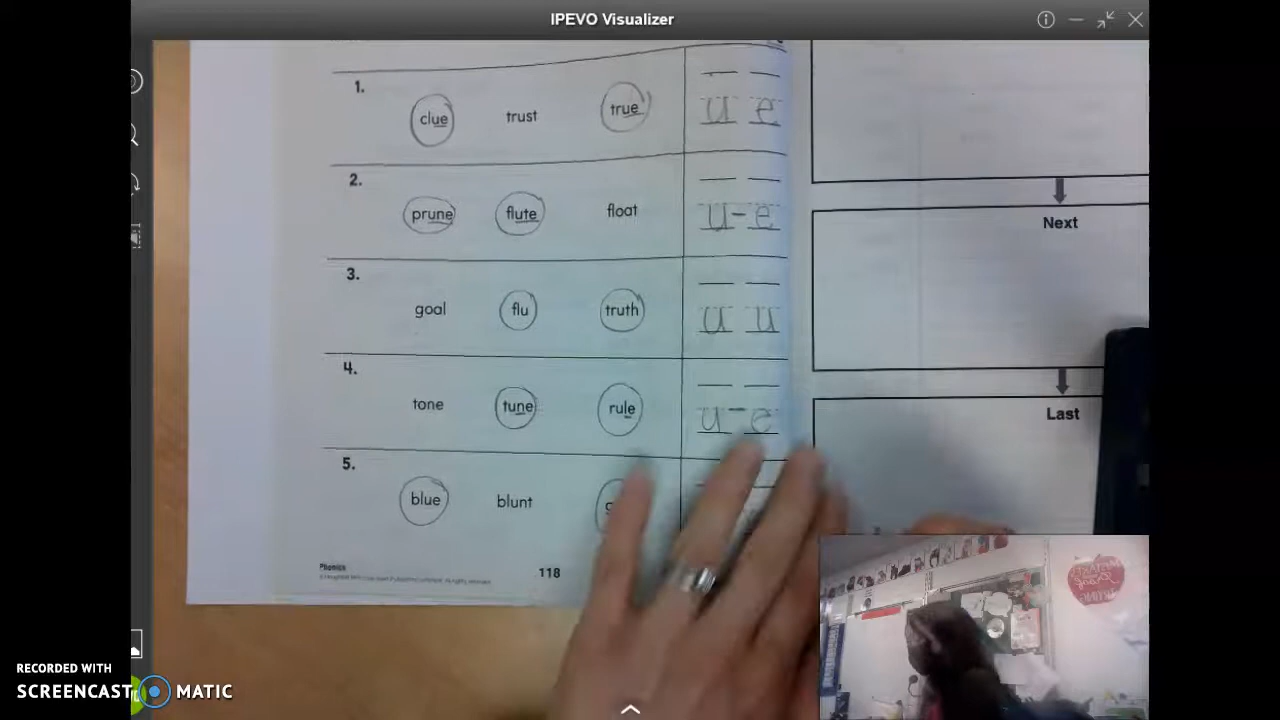 IPEVO Visualizer
1.
clue trust true
u e
2.
prune flute float
u-e
3.
goal flu truth
u u
4.
tone tune rule
u-e
5.
blue blunt
Next
Last
Phonics
118
RECORDED WITH
SCREENCAST MATIC